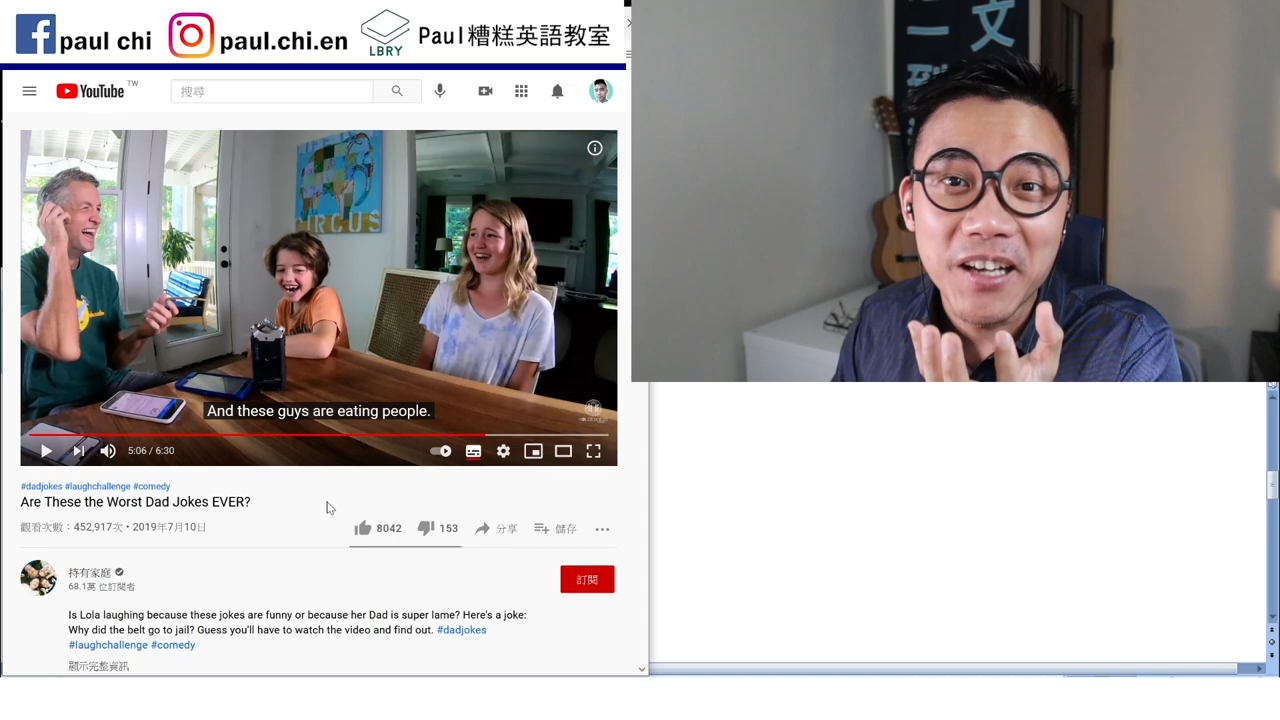 paul chi
paul.chi.en
LBRY
Paul糟糕英語教室
文
一
到
YouTube TW
搜尋
CIRCUS
And these guys are eating people.
5:06 / 6:30
#dadjokes #laughchallenge #comedy
Are These the Worst Dad Jokes EVER?
觀看次數：452,917次 • 2019年7月10日
8042
153
分享
儲存
持有家庭
68.1萬 位訂閱者
訂閱
Is Lola laughing because these jokes are funny or because her Dad is super lame? Here's a joke:
Why did the belt go to jail? Guess you'll have to watch the video and find out. #dadjokes
#laughchallenge #comedy
顯示完整資訊